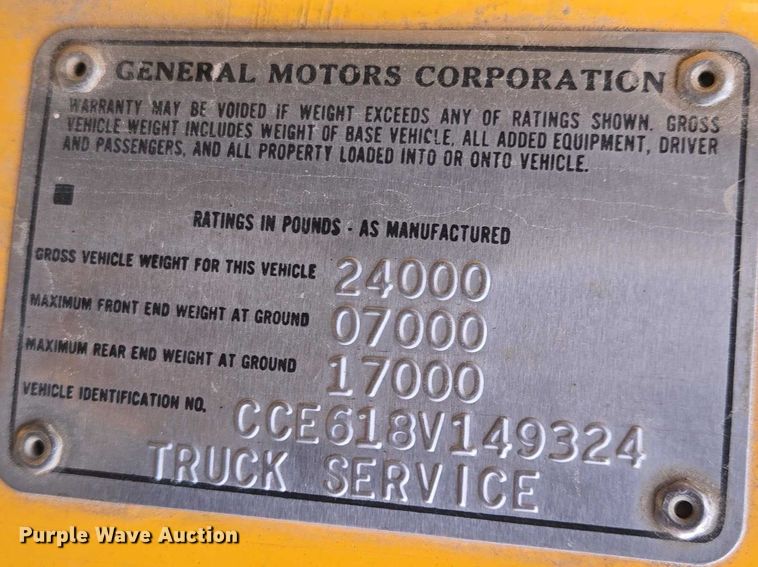 GENERAL MOTORS CORPORATION
WARRANTY MAY BE VOIDED IF WEIGHT EXCEEDS ANY OF RATINGS SHOWN. GROSS
VEHICLE WEIGHT INCLUDES WEIGHT OF BASE VEHICLE, ALL ADDED EQUIPMENT, DRIVER
AND PASSENGERS, AND ALL PROPERTY LOADED INTO OR ONTO VEHICLE.
RATINGS IN POUNDS - AS MANUFACTURED
GROSS VEHICLE WEIGHT FOR THIS VEHICLE 24000
MAXIMUM FRONT END WEIGHT AT GROUND 07000
MAXIMUM REAR END WEIGHT AT GROUND 17000
VEHICLE IDENTIFICATION NO. CCE618V149324
TRUCK SERVICE
Purple Wave Auction